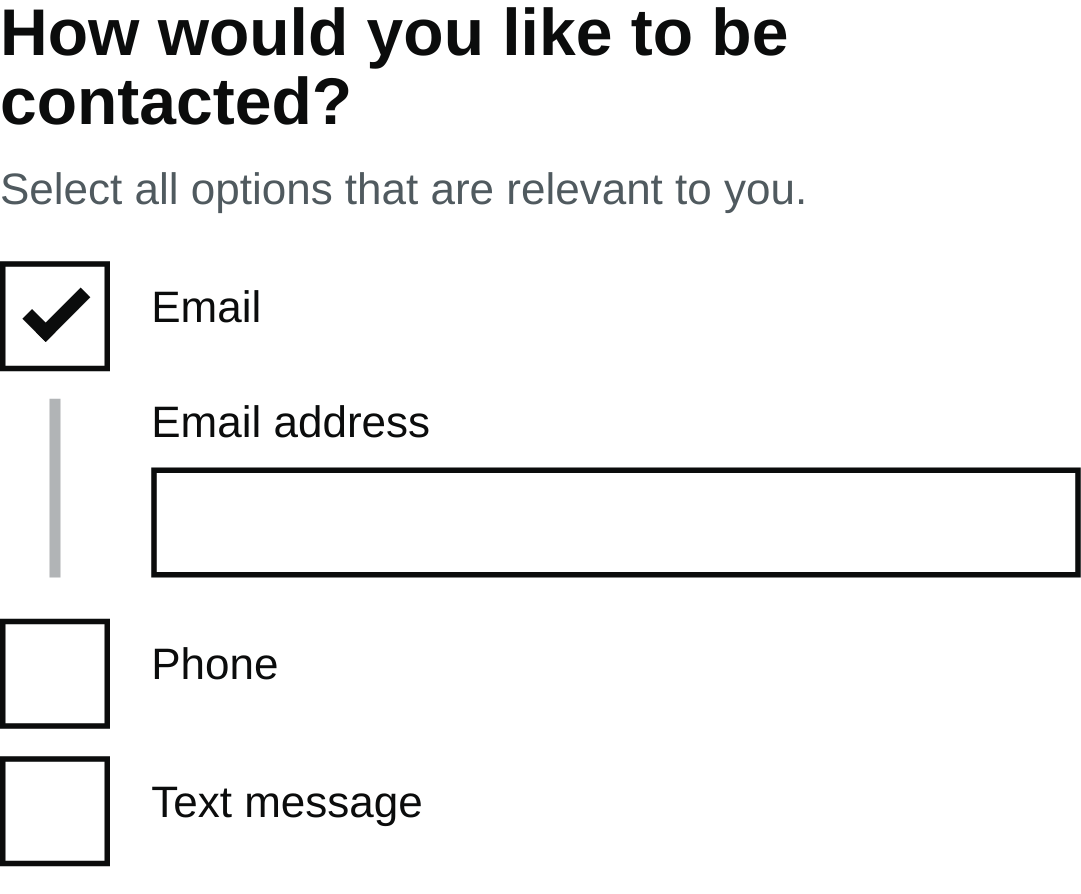 How would you like to be
contacted?
Select all options that are relevant to you.
Email
Email address
Phone
Text message